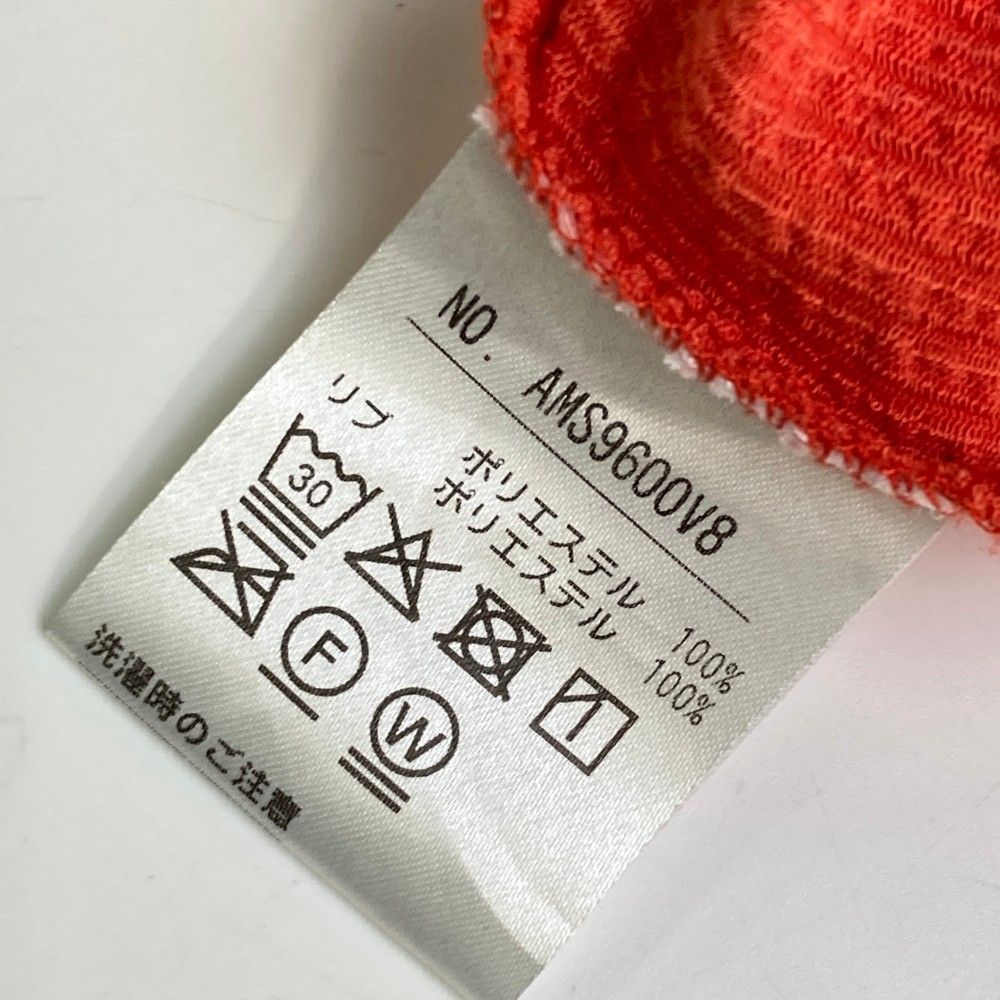 NO. AMS9600V8
ポリエステル 100%
リブ ポリエステル 100%
30
F
W
洗濯時のご注意